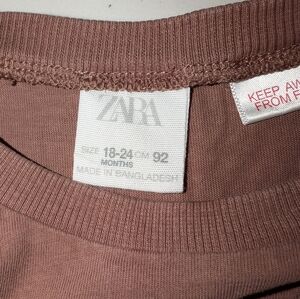 ZARA
SIZE 18-24 CM 92
MONTHS
MADE IN BANGLADESH
KEEP AW
FROM F